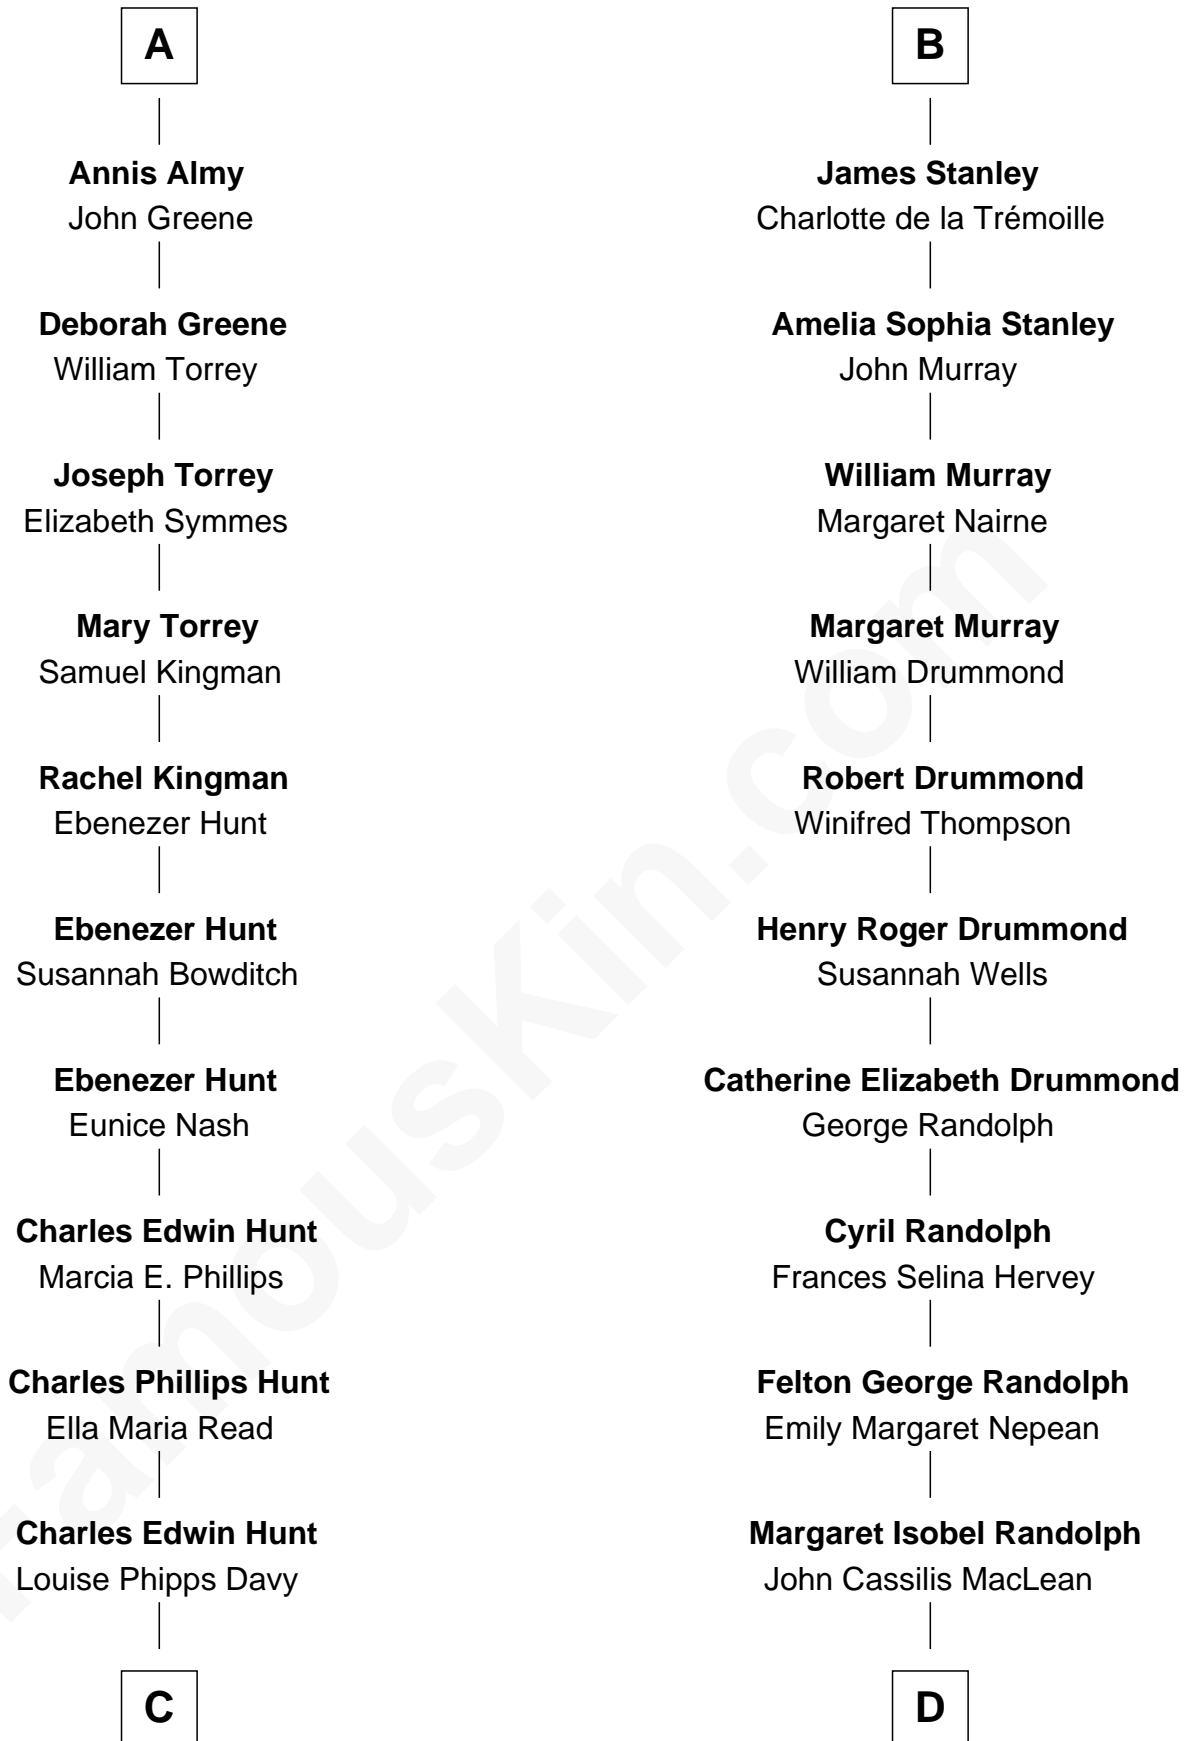 A
Annis Almy
John Greene
Deborah Greene
William Torrey
Joseph Torrey
Elizabeth Symmes
Mary Torrey
Samuel Kingman
Rachel Kingman
Ebenezer Hunt
Ebenezer Hunt
Susannah Bowditch
Ebenezer Hunt
Eunice Nash
Charles Edwin Hunt
Marcia E. Phillips
Charles Phillips Hunt
Ella Maria Read
Charles Edwin Hunt
Louise Phipps Davy
C
B
James Stanley
Charlotte de la Trémoille
Amelia Sophia Stanley
John Murray
William Murray
Margaret Nairne
Margaret Murray
William Drummond
Robert Drummond
Winifred Thompson
Henry Roger Drummond
Susannah Wells
Catherine Elizabeth Drummond
George Randolph
Cyril Randolph
Frances Selina Hervey
Felton George Randolph
Emily Margaret Nepean
Margaret Isobel Randolph
John Cassilis MacLean
D
FamousKin.com